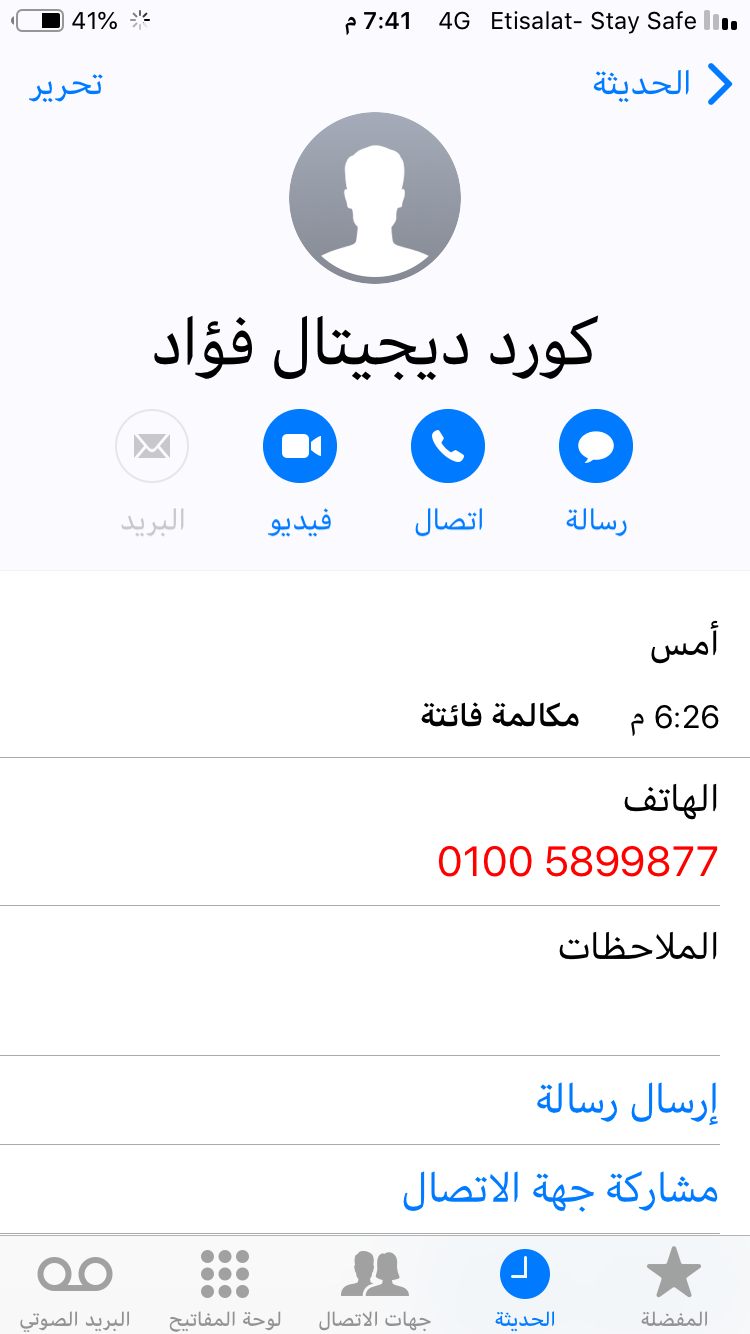 41% 7:41 م 4G Etisalat- Stay Safe
الحديثة تحرير
كورد ديجيتال فؤاد
رسالة اتصال فيديو البريد
أمس
6:26 م مكالمة فائتة
الهاتف
0100 5899877
الملاحظات
إرسال رسالة
مشاركة جهة الاتصال
المفضلة الحديثة جهات الاتصال لوحة المفاتيح البريد الصوتي